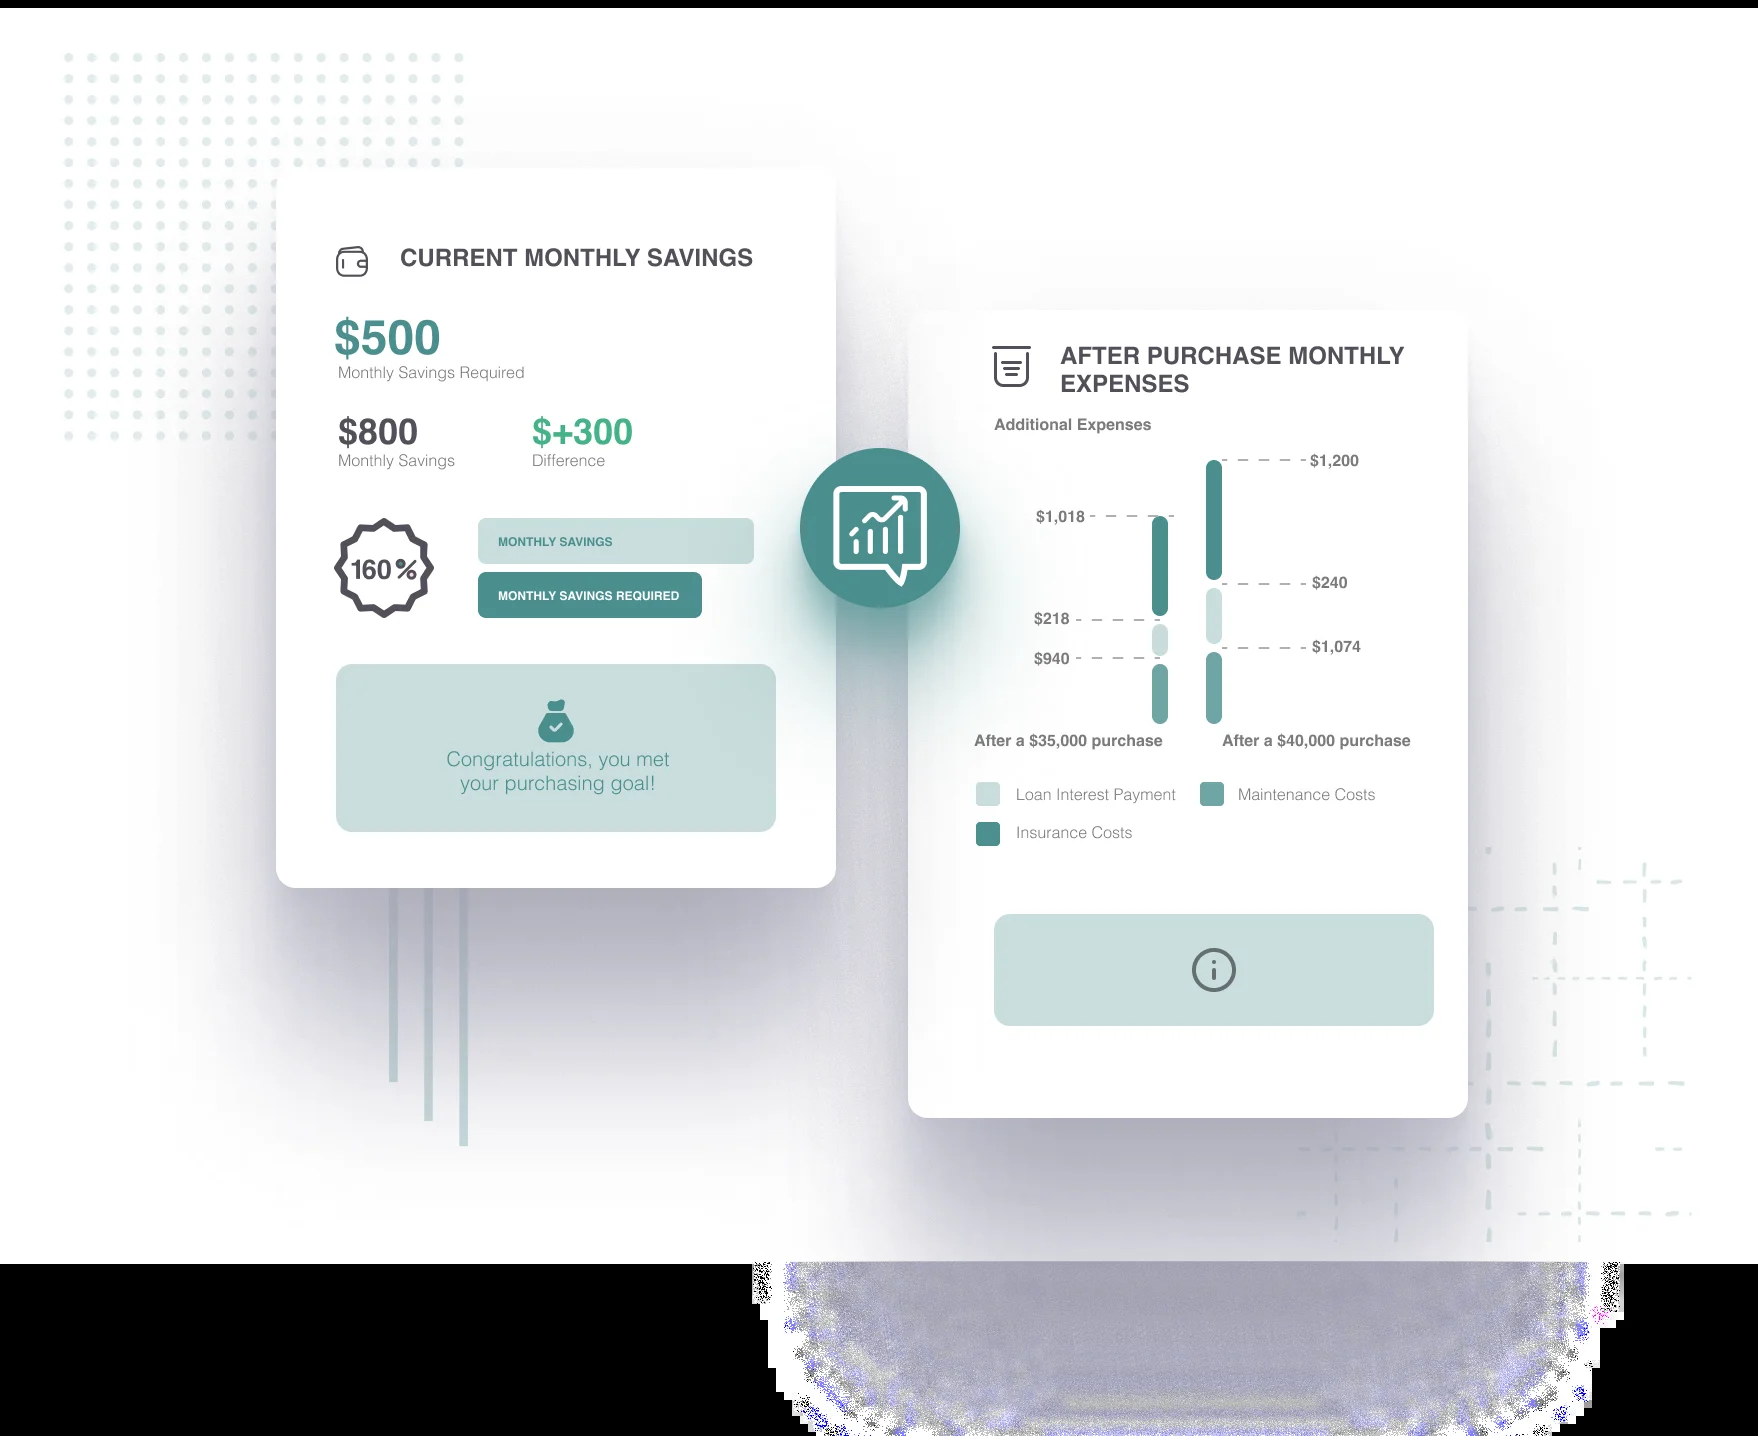 CURRENT MONTHLY SAVINGS
$500
Monthly Savings Required
$800
Monthly Savings
$+300
Difference
160%
MONTHLY SAVINGS
MONTHLY SAVINGS REQUIRED
Congratulations, you met
your purchasing goal!
AFTER PURCHASE MONTHLY
EXPENSES
Additional Expenses
$1,018
$218
$940
$1,200
$240
$1,074
After a $35,000 purchase
After a $40,000 purchase
Loan Interest Payment
Maintenance Costs
Insurance Costs